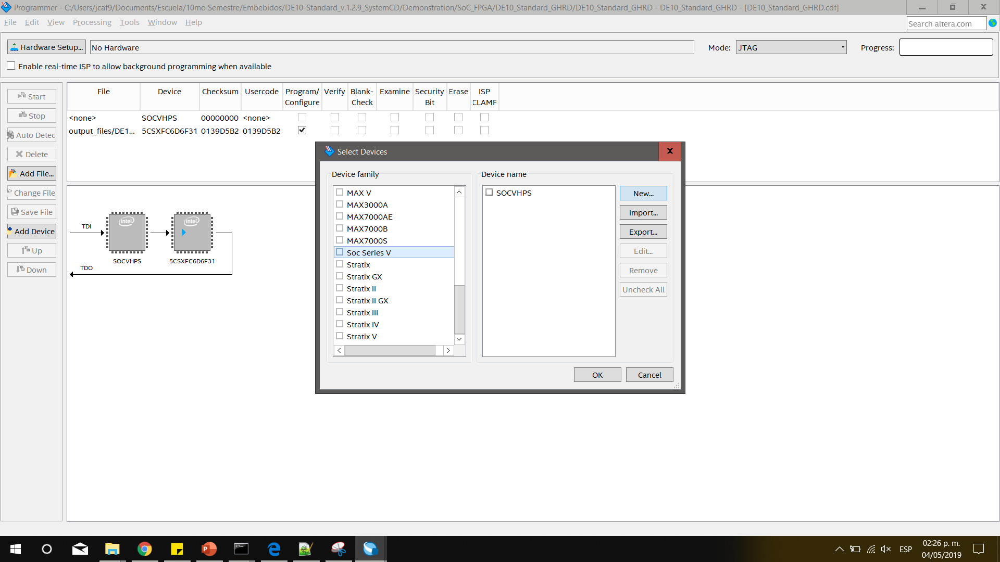 Programmer - C:/Users/jcaf9/Documents/Escuela/10mo Semestre/Embebidos/DE10-Standard_v.1.2.9_SystemCD/Demonstration/SoC_FPGA/DE10_Standard_GHRD/DE10_Standard_GHRD - DE10_Standard_GHRD - [DE10_Standard_GHRD.cdf]
File Edit View Processing Tools Window Help
Search altera.com
Hardware Setup... No Hardware Mode: JTAG Progress:
Enable real-time ISP to allow background programming when available
File Device Checksum Usercode Program/ Configure Verify Blank- Check Examine Security Bit Erase ISP CLAMP
<none> SOCVHPS 00000000 <none>
output_files/DE1... 5CSXFC6D6F31 0139D5B2 0139D5B2
Start
Stop
Auto Detec
Delete
Add File...
Change File
Save File
Add Device
Up
Down
TDI
intel
intel
SOCVHPS
5CSXFC6D6F31
TDO
Select Devices
x
Device family
MAX V
MAX3000A
MAX7000AE
MAX7000B
MAX7000S
Soc Series V
Stratix
Stratix GX
Stratix II
Stratix II GX
Stratix III
Stratix IV
Stratix V
Device name
SOCVHPS
New...
Import...
Export...
Edit...
Remove
Uncheck All
OK
Cancel
ESP
02:26 p. m.
04/05/2019